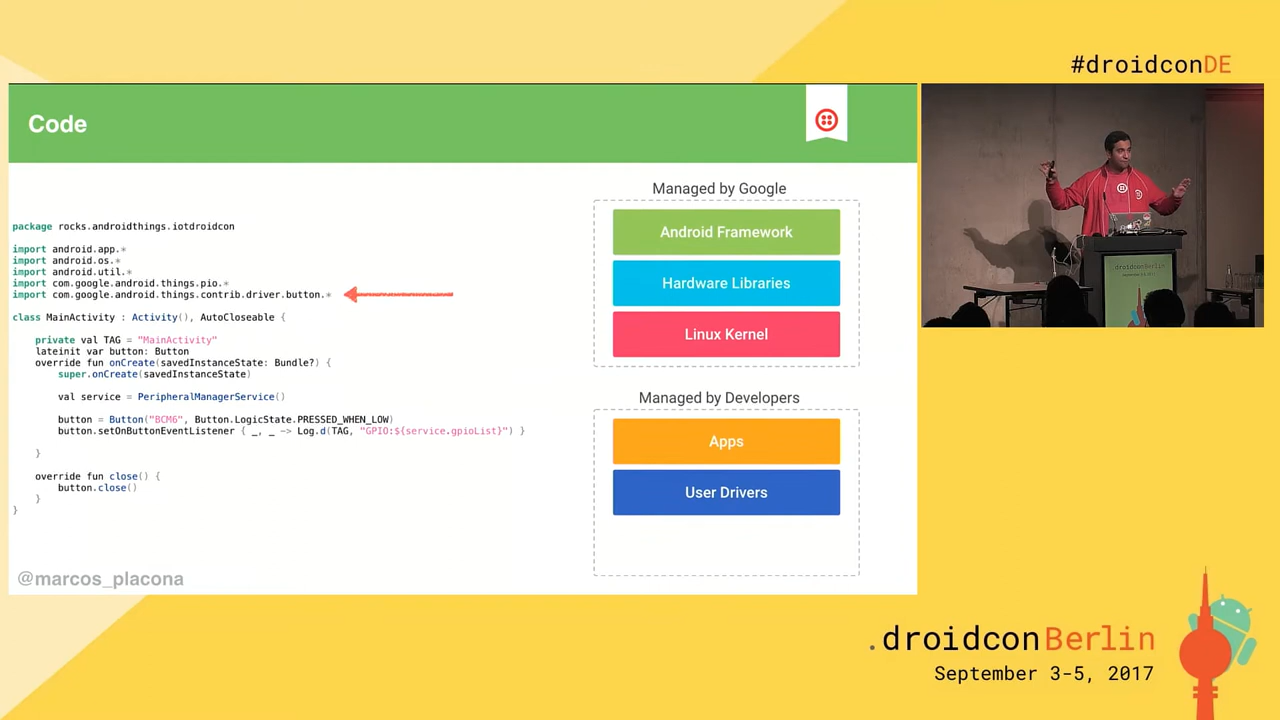 #droidconDE
Code
package rocks.androidthings.iotdroidcon
import android.app.*
import android.os.*
import android.util.*
import com.google.android.things.pio.*
import com.google.android.things.contrib.driver.button.*
class MainActivity : Activity(), AutoCloseable {
private val TAG = "MainActivity"
lateinit var button: Button
override fun onCreate(savedInstanceState: Bundle?) {
super.onCreate(savedInstanceState)
val service = PeripheralManagerService()
button = Button("BCM6", Button.LogicState.PRESSED_WHEN_LOW)
button.setOnButtonEventListener { _, _ -> Log.d(TAG, "GPIO:${service.gpioList}") }
}
override fun close() {
button.close()
}
}
@marcos_placona
Managed by Google
Android Framework
Hardware Libraries
Linux Kernel
Managed by Developers
Apps
User Drivers
.droidconBerlin
.droidconBerlin
September 3-5, 2017